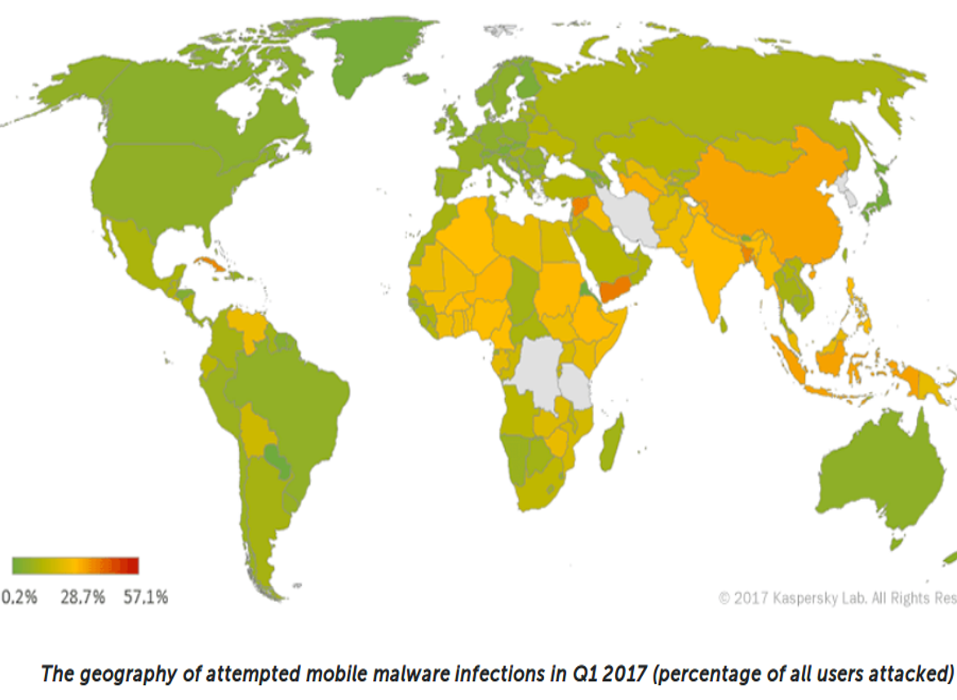 0.2% 28.7% 57.1%
© 2017 Kaspersky Lab. All Rights Res
The geography of attempted mobile malware infections in Q1 2017 (percentage of all users attacked)